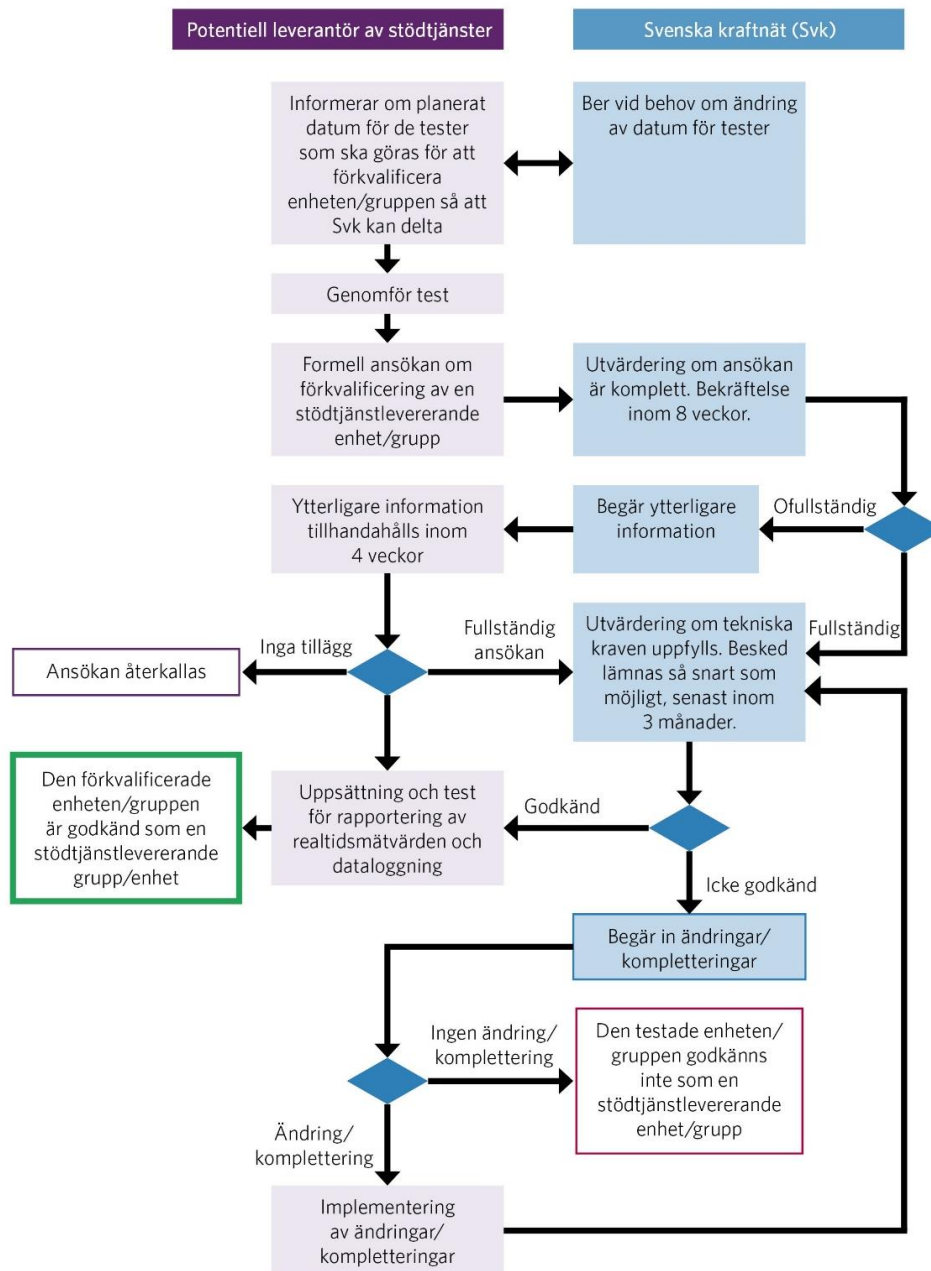 Potentiell leverantör av stödtjänster
Svenska kraftnät (Svk)
Informerar om planerat
datum för de tester
som ska göras för att
förkvalificera
enheten/gruppen så att
Svk kan delta
Ber vid behov om ändring
av datum för tester
Genomför test
Formell ansökan om
förkvalificering av en
stödtjänstlevererande
enhet/grupp
Utvärdering om ansökan
är komplett. Bekräftelse
inom 8 veckor.
Ytterligare information
tillhandahålls inom
4 veckor
Begär ytterligare
information
Ofullständig
Inga tillägg
Fullständig
ansökan
Utvärdering om tekniska
kraven uppfylls. Besked
lämnas så snart som
möjligt, senast inom
3 månader.
Fullständig
Ansökan återkallas
Den förkvalificerade
enheten/gruppen
är godkänd som en
stödtjänstlevererande
grupp/enhet
Uppsättning och test
för rapportering av
realtidsmätvärden och
dataloggning
Godkänd
Icke godkänd
Begär in ändringar/
kompletteringar
Ingen ändring/
komplettering
Den testade enheten/
gruppen godkänns
inte som en
stödtjänstlevererande
enhet/grupp
Ändring/
komplettering
Implementering
av ändringar/
kompletteringar